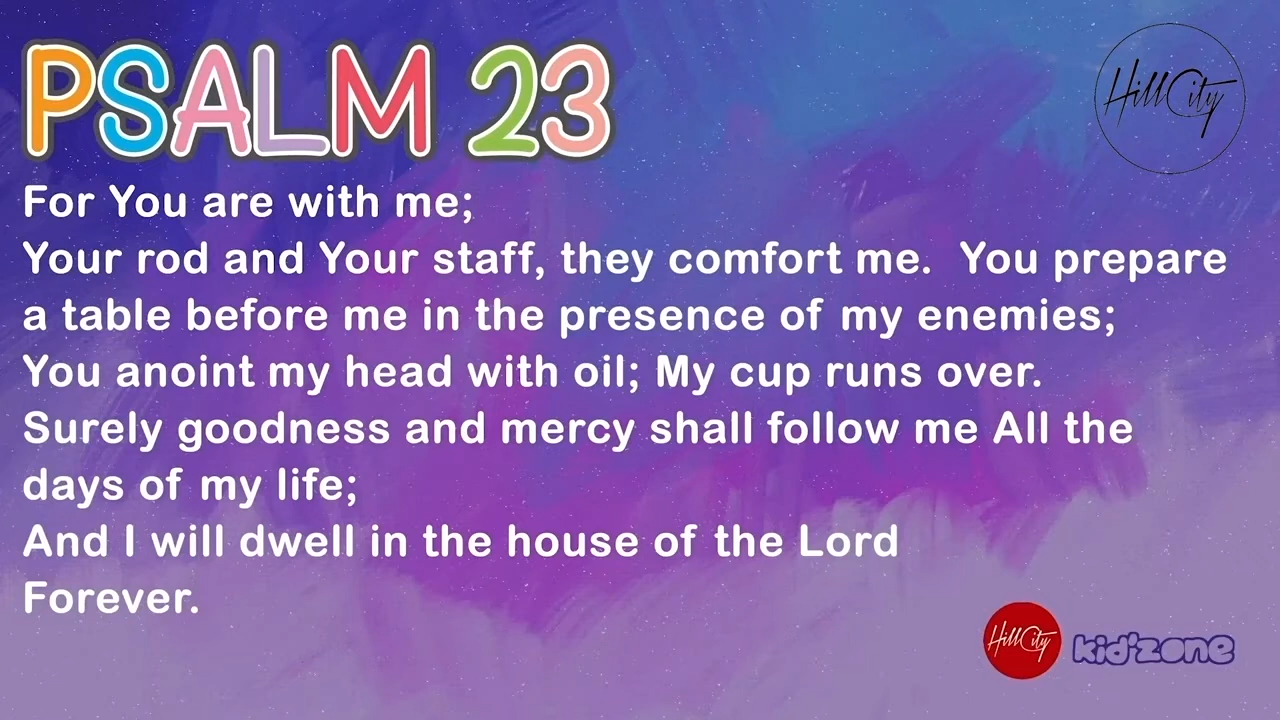 PSALM 23
HillCity
For You are with me;
Your rod and Your staff, they comfort me.  You prepare
a table before me in the presence of my enemies;
You anoint my head with oil; My cup runs over.
Surely goodness and mercy shall follow me All the
days of my life;
And I will dwell in the house of the Lord
Forever.
HillCity kid'zone